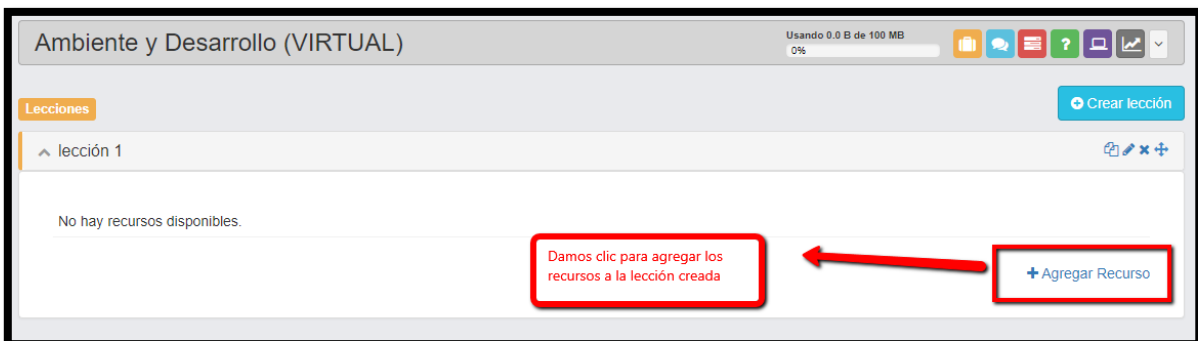 Ambiente y Desarrollo (VIRTUAL)
Usando 0.0 B de 100 MB
0%
?
Lecciones
Crear lección
lección 1
No hay recursos disponibles.
Damos clic para agregar los
recursos a la lección creada
+ Agregar Recurso